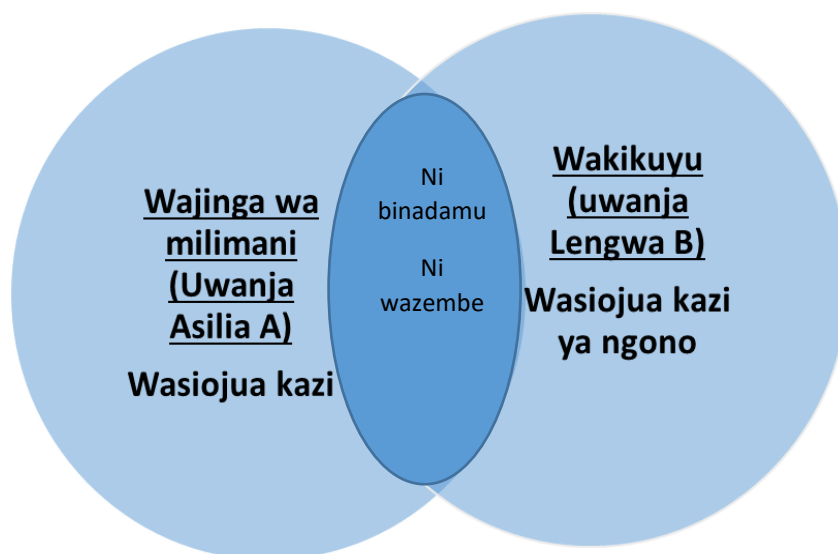 Wajinga wa
milimani
(Uwanja
Asilia A)
Wasiojua kazi
Ni
binadamu
Ni
wazembe
Wakikuyu
(uwanja
Lengwa B)
Wasiojua kazi
ya ngono